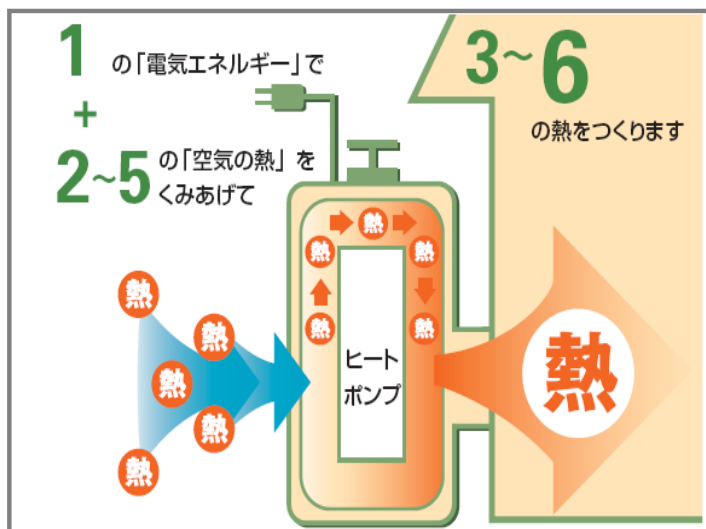 1の「電気エネルギー」で
+
2~5の「空気の熱」を
くみあげて
3~6
の熱をつくります
熱
熱
熱
熱
熱
熱
熱
熱
熱
熱
ヒート
ポンプ
熱